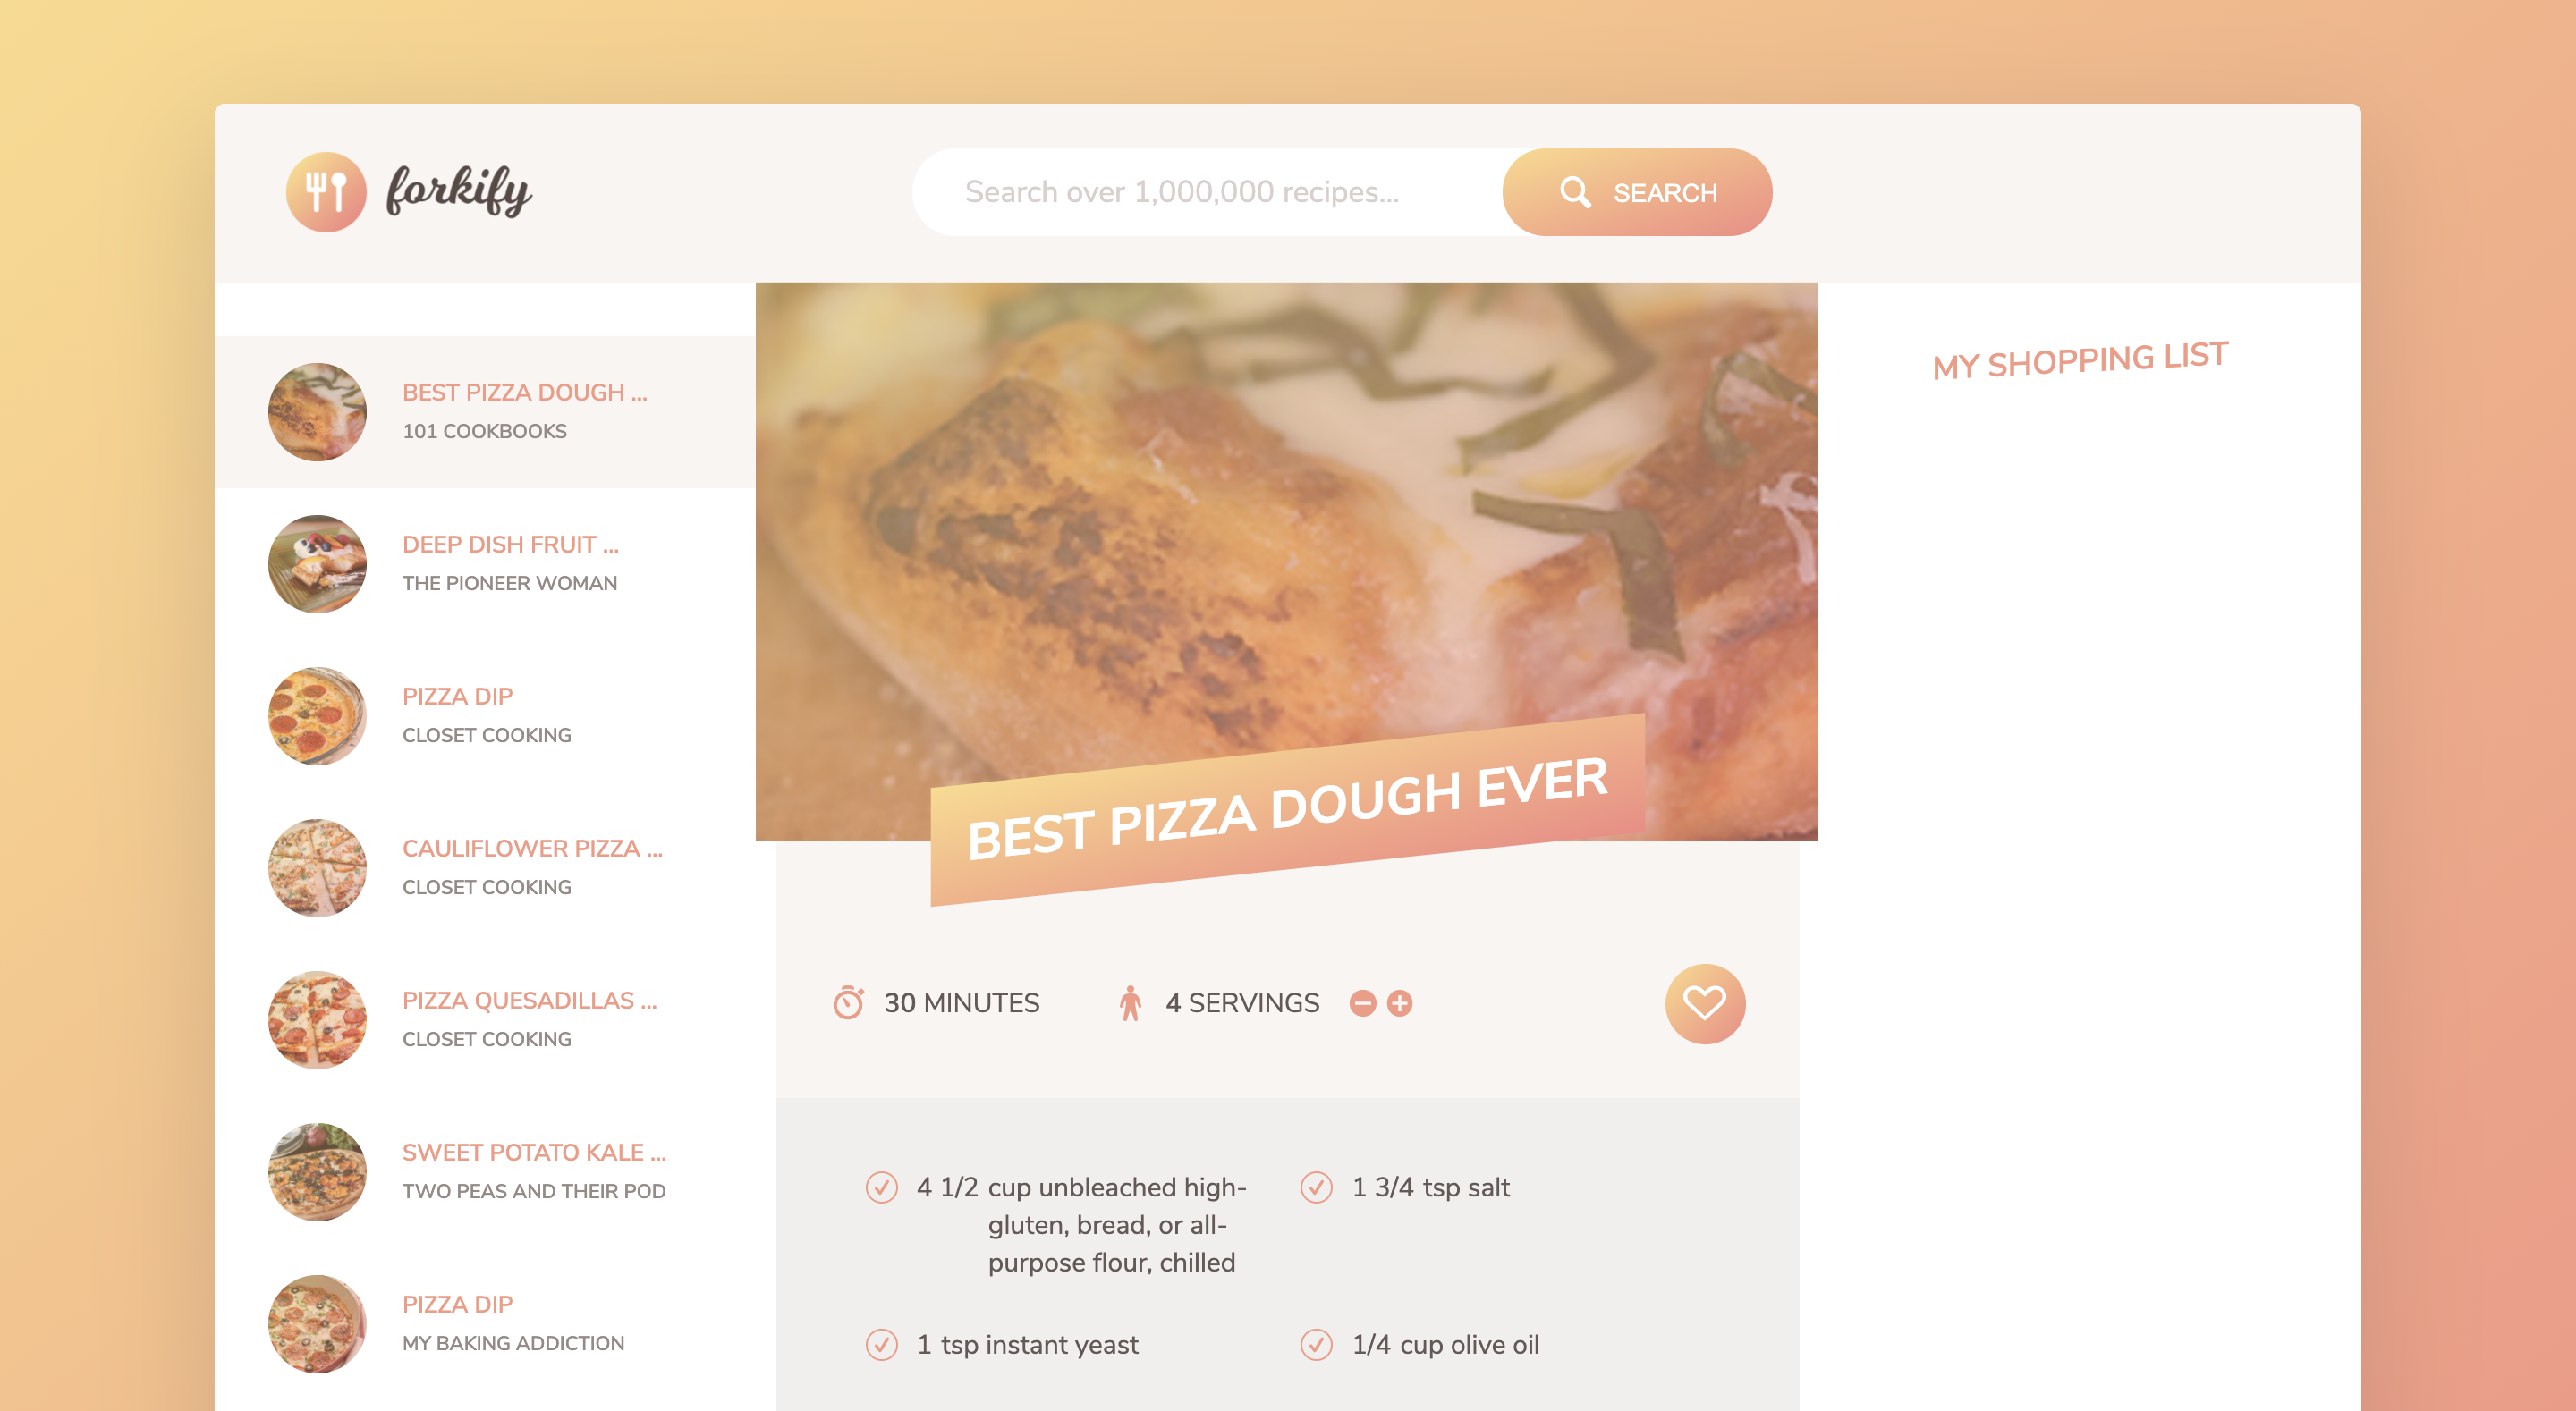 forkify
Search over 1,000,000 recipes...
SEARCH
BEST PIZZA DOUGH ...
101 COOKBOOKS
DEEP DISH FRUIT ...
THE PIONEER WOMAN
PIZZA DIP
CLOSET COOKING
CAULIFLOWER PIZZA ...
CLOSET COOKING
PIZZA QUESADILLAS ...
CLOSET COOKING
SWEET POTATO KALE ...
TWO PEAS AND THEIR POD
PIZZA DIP
MY BAKING ADDICTION
BEST PIZZA DOUGH EVER
30 MINUTES
4 SERVINGS
4 1/2 cup unbleached high-
gluten, bread, or all-
purpose flour, chilled
1 3/4 tsp salt
1 tsp instant yeast
1/4 cup olive oil
MY SHOPPING LIST